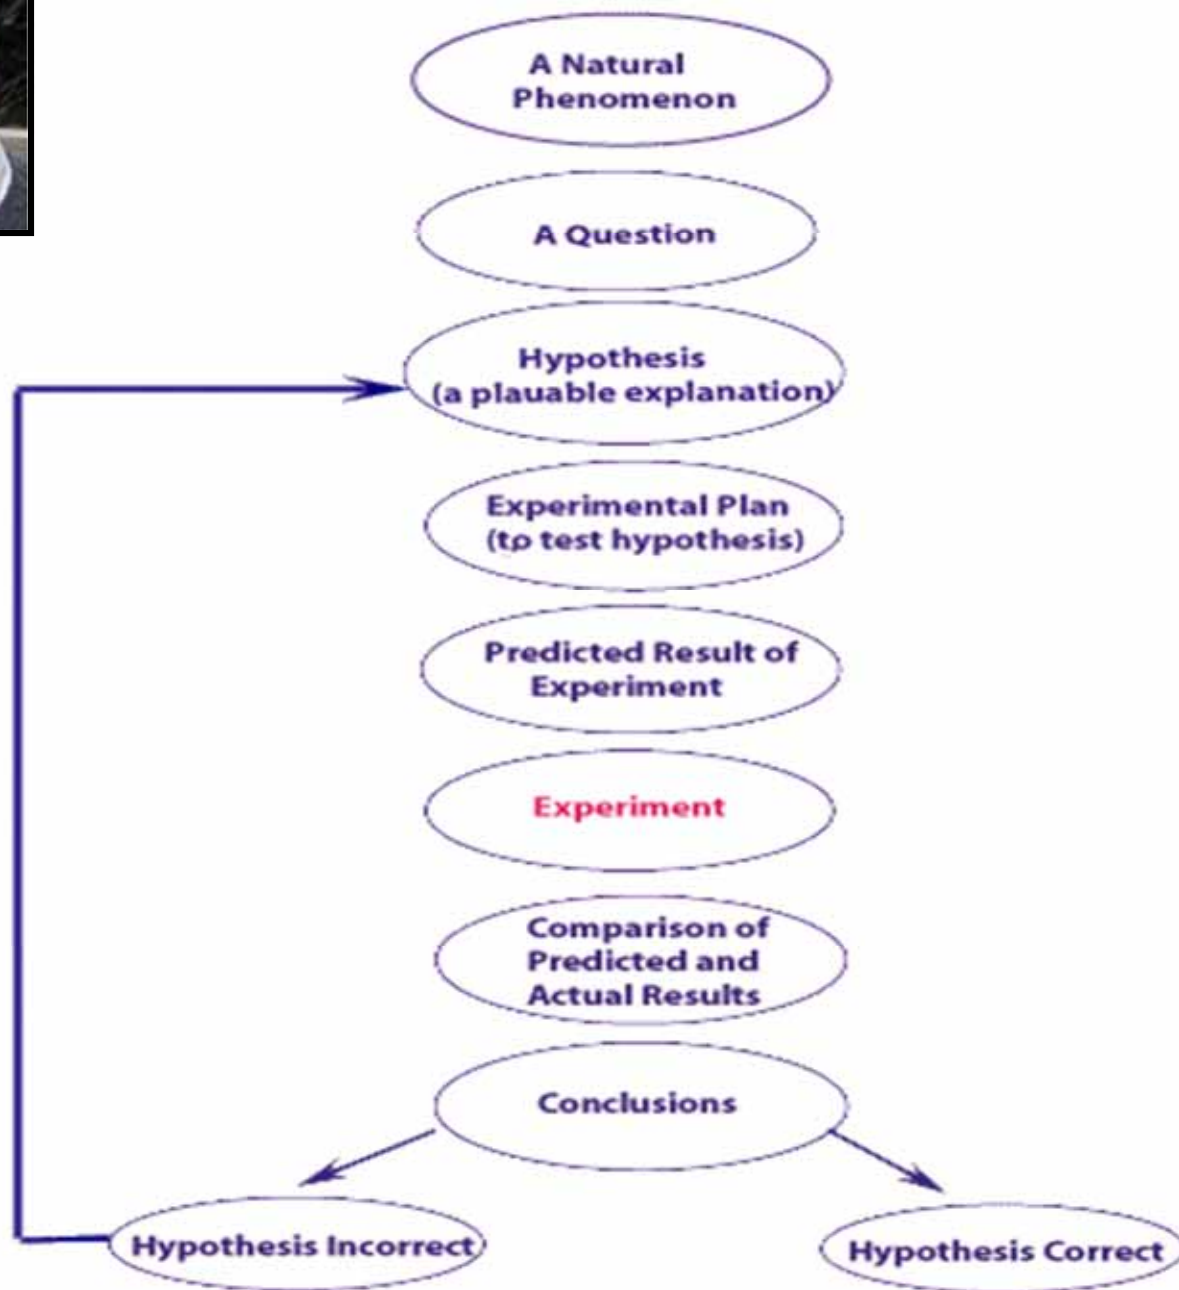 A Natural
Phenomenon
A Question
Hypothesis
(a plauable explanation)
Experimental Plan
(to test hypothesis)
Predicted Result of
Experiment
Experiment
Comparison of
Predicted and
Actual Results
Conclusions
Hypothesis Incorrect
Hypothesis Correct